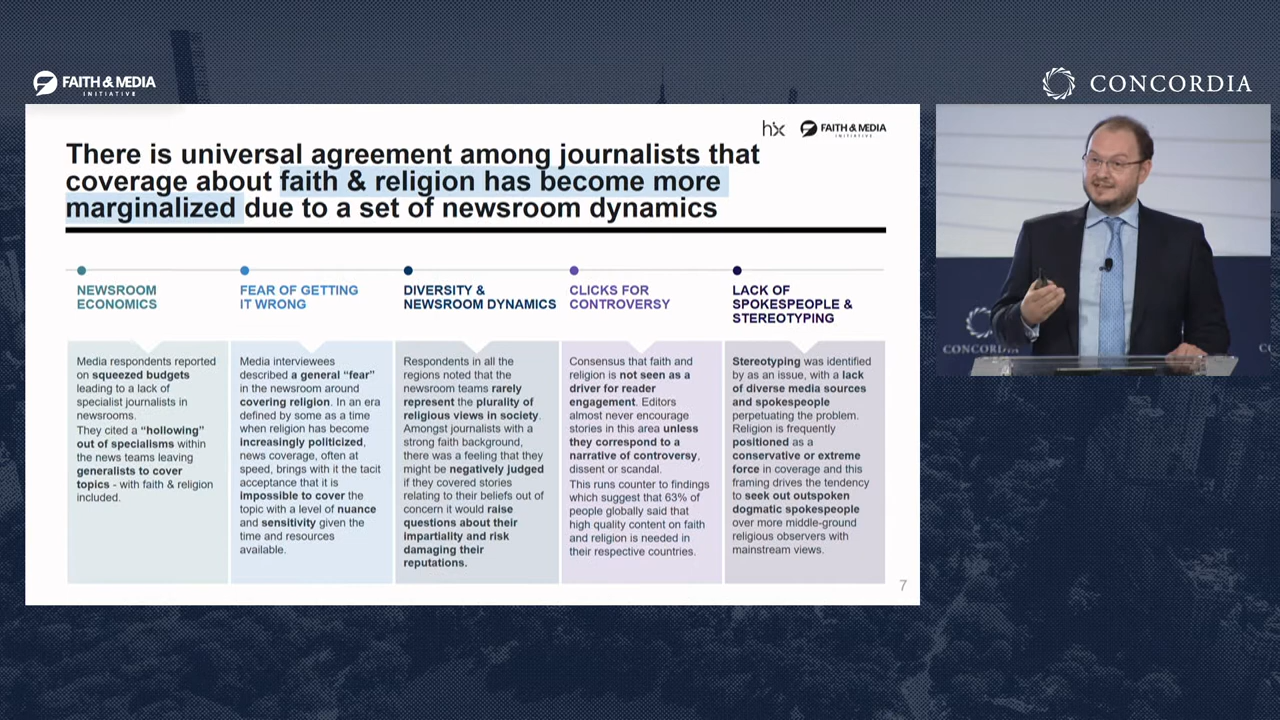 FAITH & MEDIA
INITIATIVE
CONCORDIA
hx FAITH & MEDIA
INITIATIVE
There is universal agreement among journalists that
coverage about faith & religion has become more
marginalized due to a set of newsroom dynamics
NEWSROOM
ECONOMICS
Media respondents reported
on squeezed budgets
leading to a lack of
specialist journalists in
newsrooms.
They cited a “hollowing”
out of specialisms within
the news teams leaving
generalists to cover
topics - with faith & religion
included.
FEAR OF GETTING
IT WRONG
Media interviewees
described a general “fear”
in the newsroom around
covering religion. In an era
defined by some as a time
when religion has become
increasingly politicized,
news coverage, often at
speed, brings with it the tacit
acceptance that it is
impossible to cover the
topic with a level of nuance
and sensitivity given the
time and resources
available.
DIVERSITY &
NEWSROOM DYNAMICS
Respondents in all the
regions noted that the
newsroom teams rarely
represent the plurality of
religious views in society.
Amongst journalists with a
strong faith background,
there was a feeling that they
might be negatively judged
if they covered stories
relating to their beliefs out of
concern it would raise
questions about their
impartiality and risk
damaging their
reputations.
CLICKS FOR
CONTROVERSY
Consensus that faith and
religion is not seen as a
driver for reader
engagement. Editors
almost never encourage
stories in this area unless
they correspond to a
narrative of controversy,
dissent or scandal.
This runs counter to findings
which suggest that 63% of
people globally said that
high quality content on faith
and religion is needed in
their respective countries.
LACK OF
SPOKESPEOPLE &
STEREOTYPING
Stereotyping was identified
by as an issue, with a lack
of diverse media sources
and spokespeople
perpetuating the problem.
Religion is frequently
positioned as a
conservative or extreme
force in coverage and this
framing drives the tendency
to seek out outspoken
dogmatic spokespeople
over more middle-ground
religious observers with
mainstream views.
7
CONCORDIA